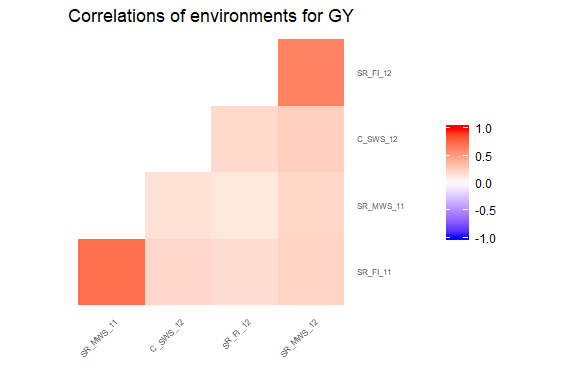 Correlations of environments for GY
SR_FI_12
C_SWS_12
SR_MWS_11
SR_FI_11
SR_MWS_11
C_SWS_12
SR_FI_12
SR_MWS_12
1.0
0.5
0.0
-0.5
-1.0